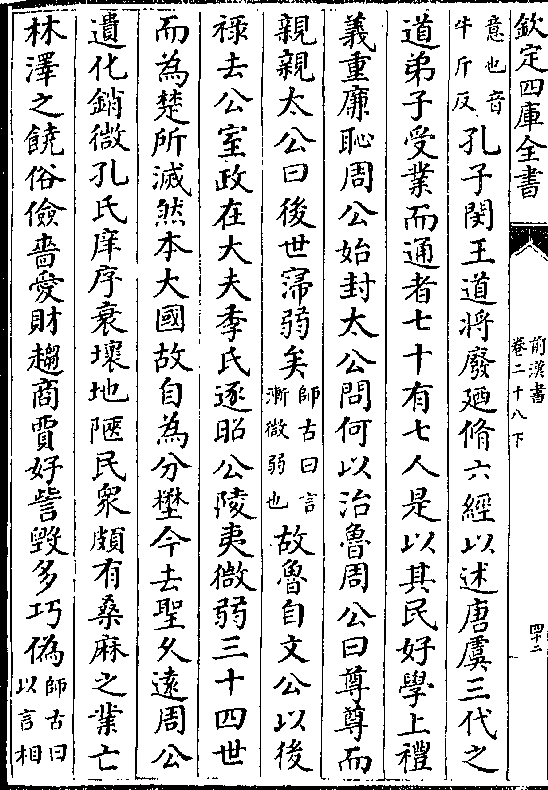 欽定四庫全書
前漢書
卷二十八下
四十二
意也音
牛斤反
孔子閔王道將廢廼脩六經以述唐虞三代之
道弟子受業而通者七十有七人是以其民好學上禮
義重廉恥周公始封太公問何以治魯周公曰尊尊而
親親太公曰後世寖弱矣
師古曰言
漸微弱也
故魯自文公以後
祿去公室政在大夫季氏逐昭公陵夷微弱三十四世
而為楚所滅然本大國故自為分壄今去聖久遠周公
遺化銷微孔氏庠序衰壞地陿民衆頗有桑麻之業亡
林澤之饒俗儉嗇愛財趨商賈好訾毀多巧偽
師古曰
以言相